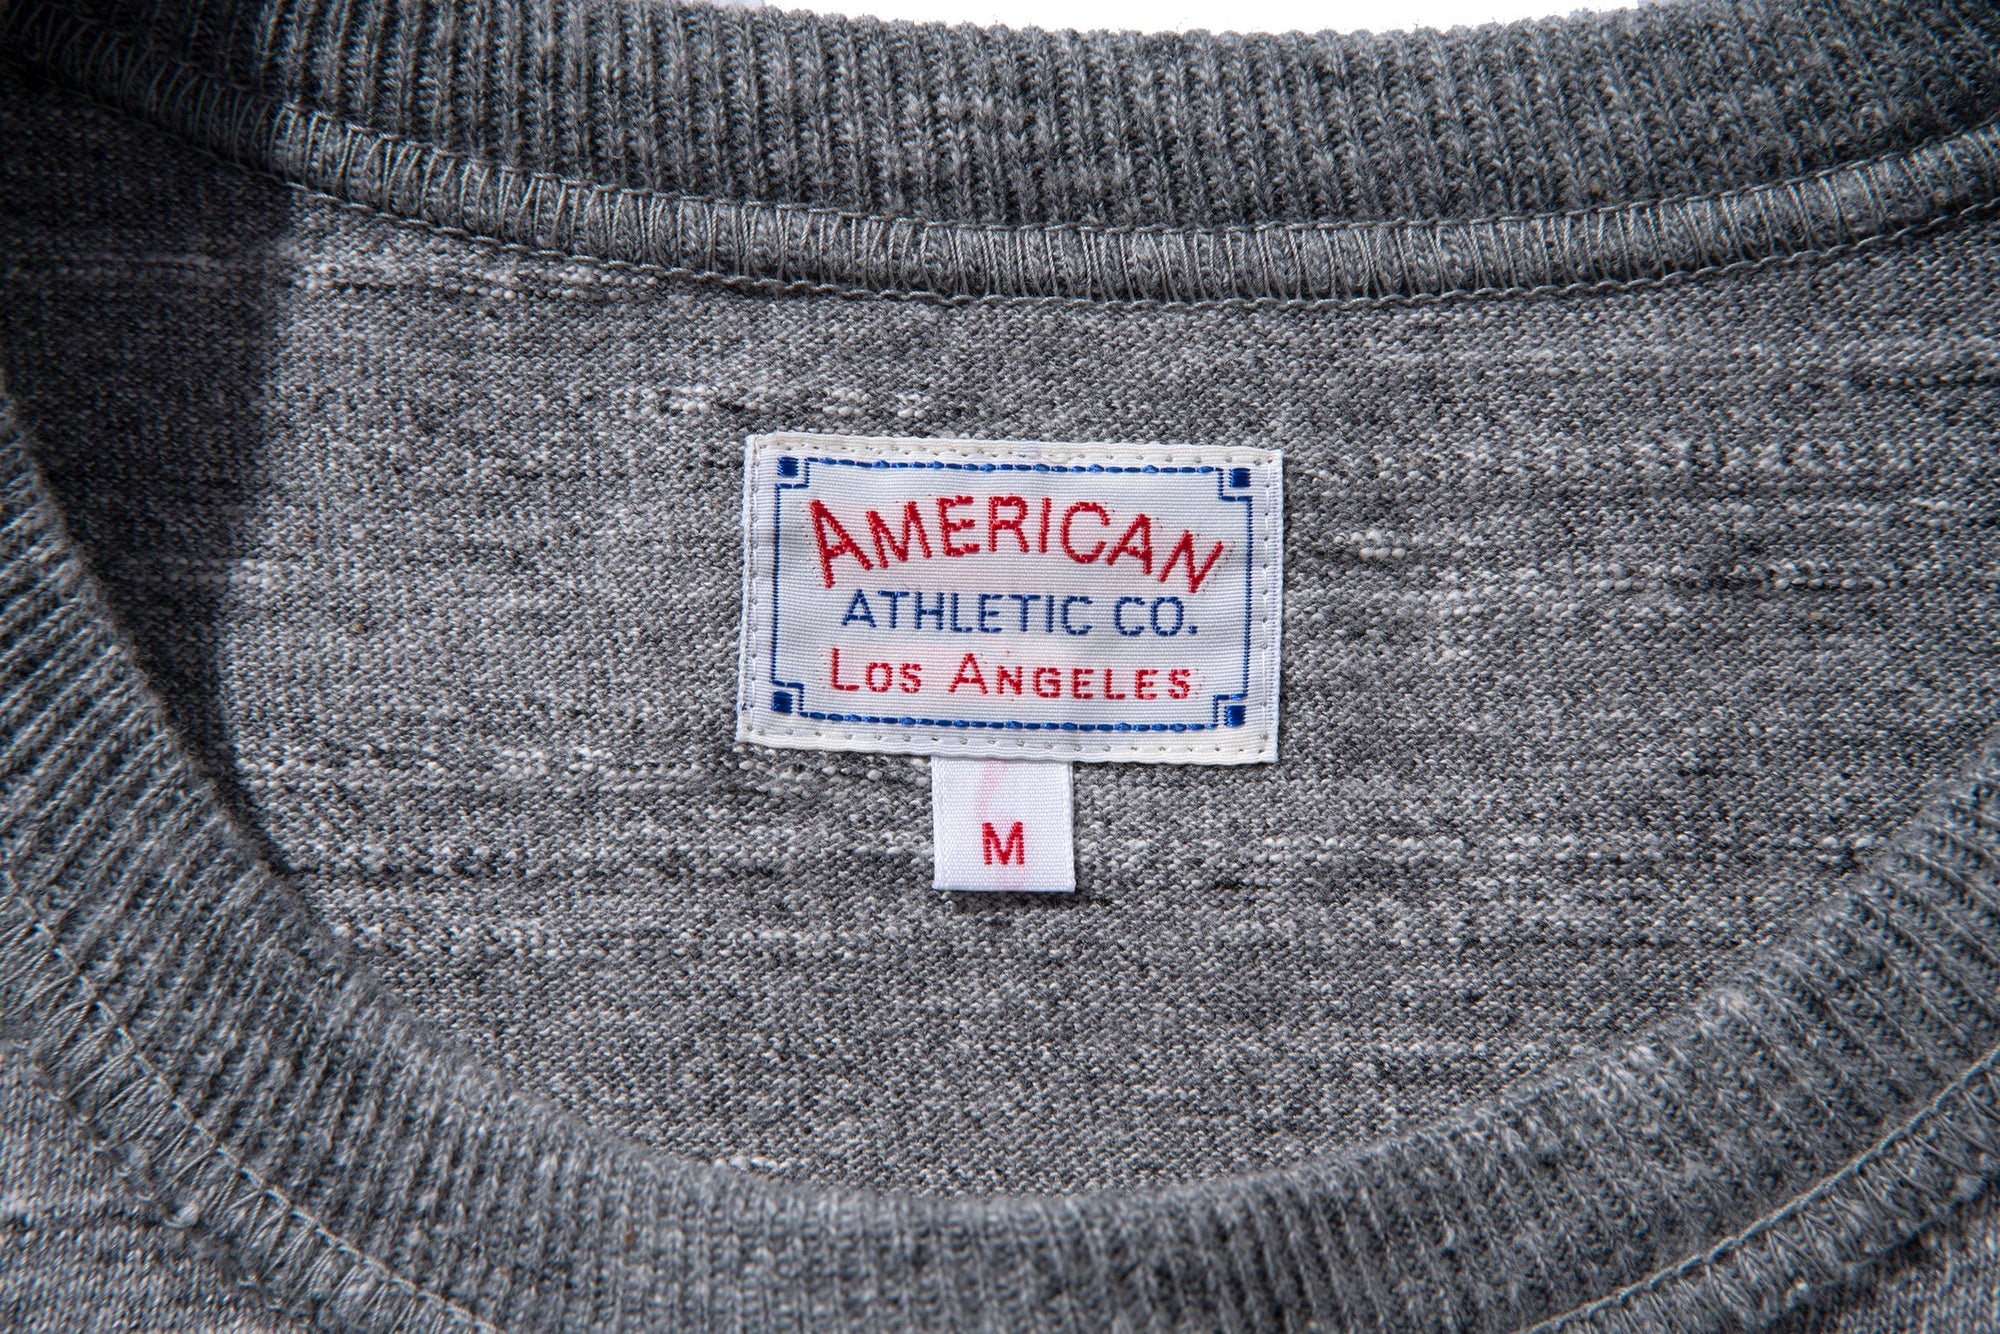 AMERICAN
ATHLETIC CO.
LOS ANGELES
M